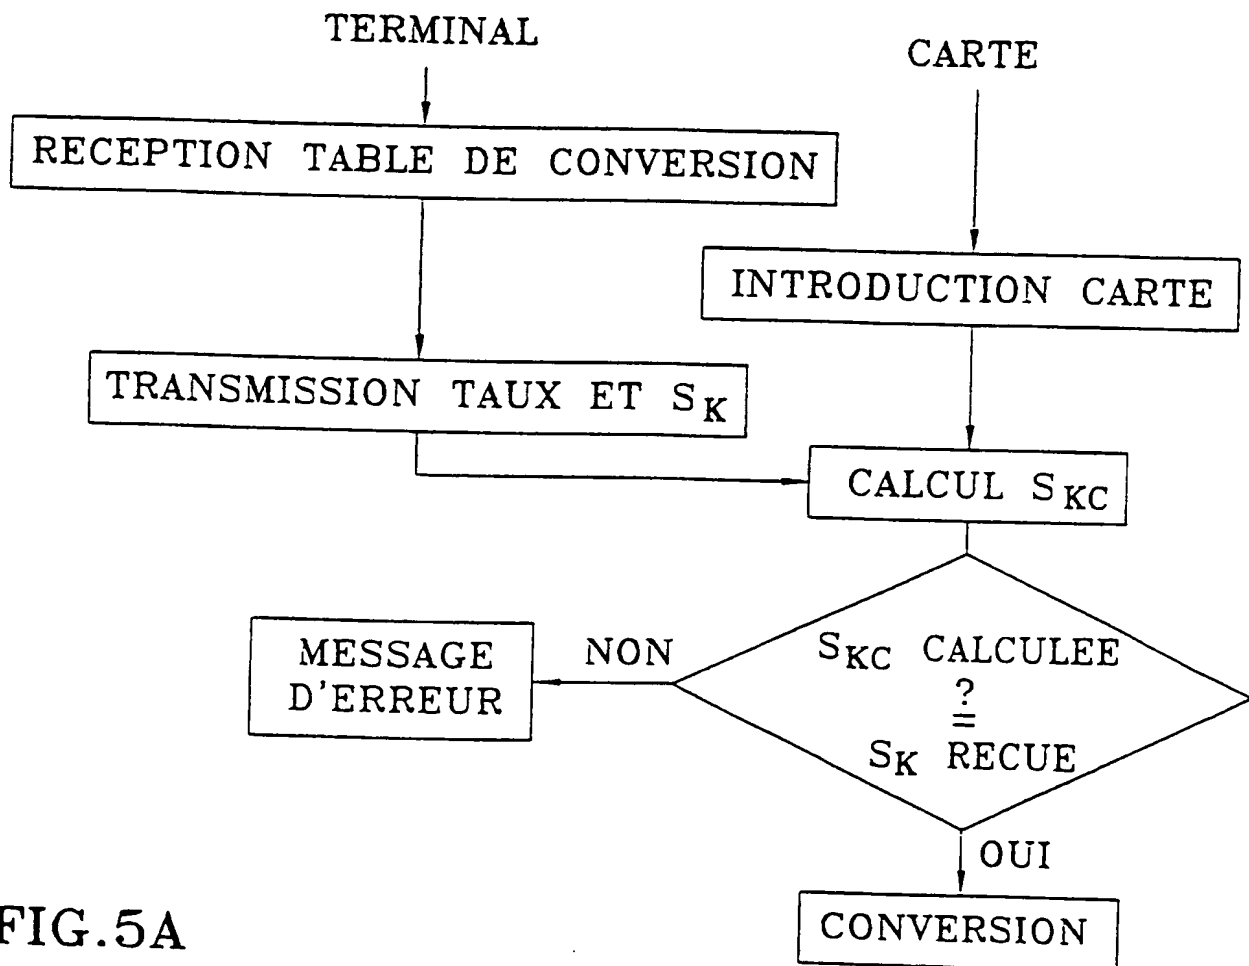 TERMINAL
CARTE
RECEPTION TABLE DE CONVERSION
INTRODUCTION CARTE
TRANSMISSION TAUX ET SK
CALCUL SKC
MESSAGE
D'ERREUR
NON
SKC CALCULEE
?
=
SK RECUE
OUI
CONVERSION
FIG.5A